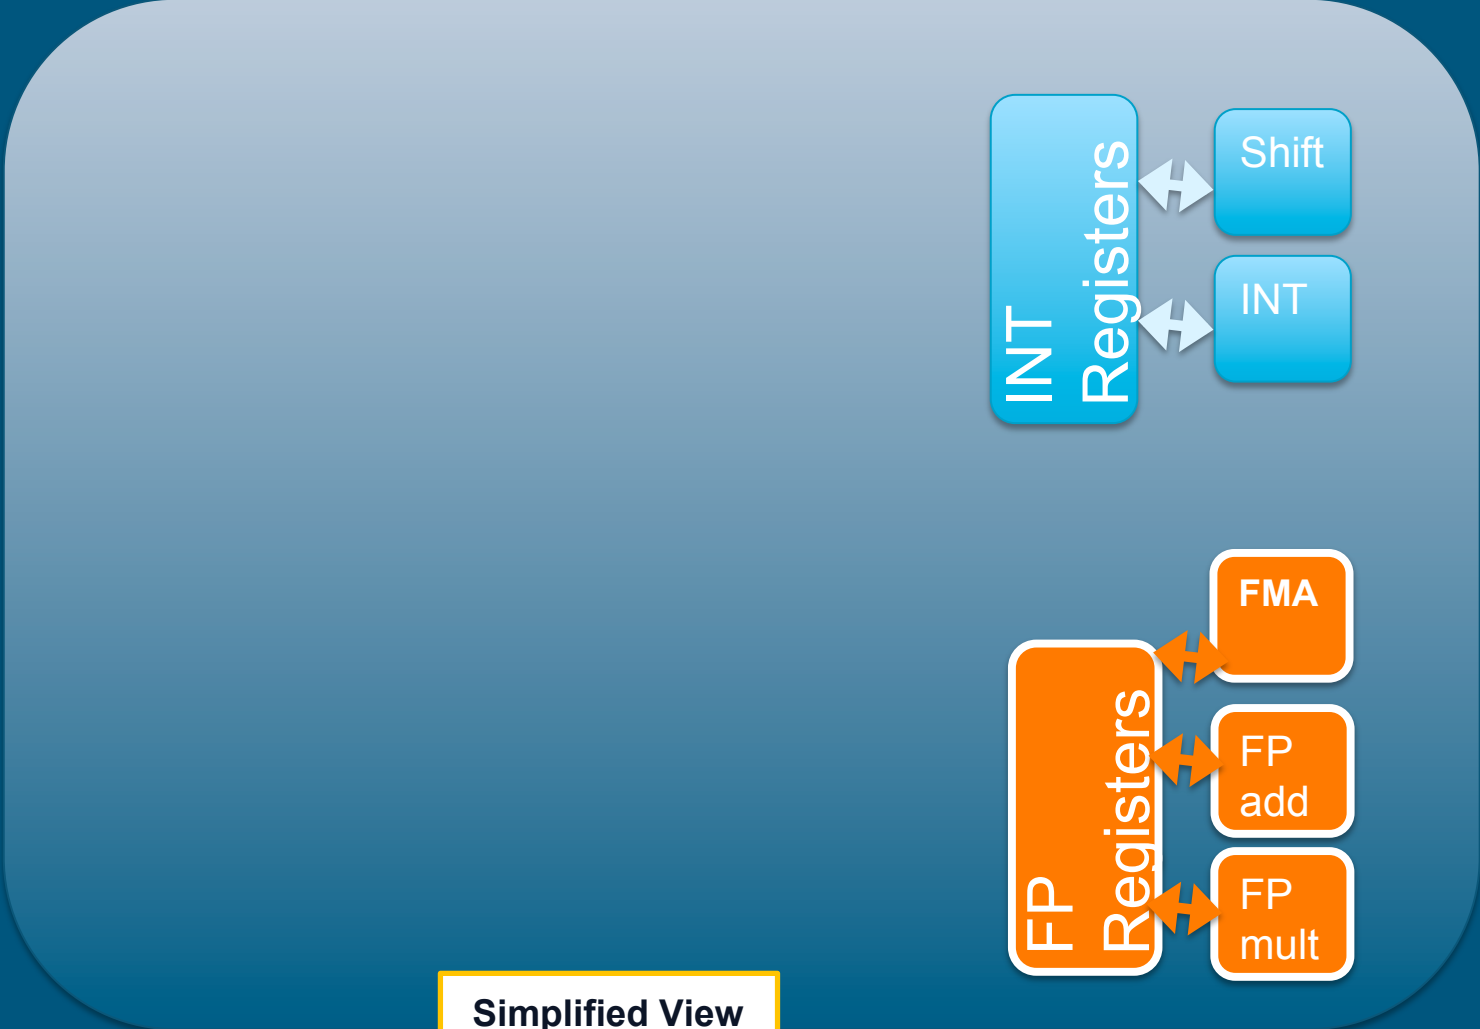 INT
Registers
Shift
INT
FP
Registers
FMA
FP
add
FP
mult
Simplified View